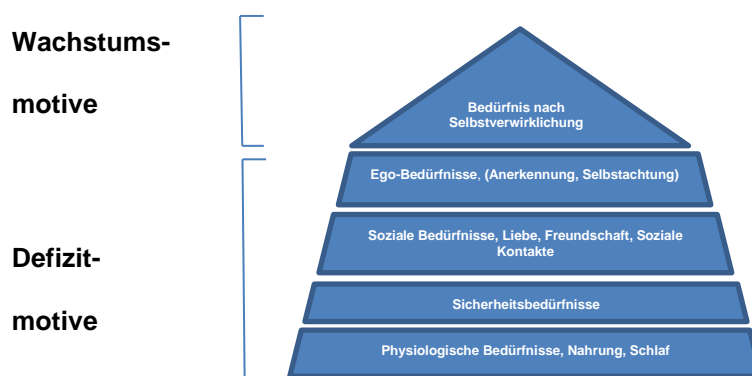 Wachstums-
motive
Bedürfnis nach
Selbstverwirklichung
Ego-Bedürfnisse, (Anerkennung, Selbstachtung)
Defizit-
motive
Soziale Bedürfnisse, Liebe, Freundschaft, Soziale
Kontakte
Sicherheitsbedürfnisse
Physiologische Bedürfnisse, Nahrung, Schlaf